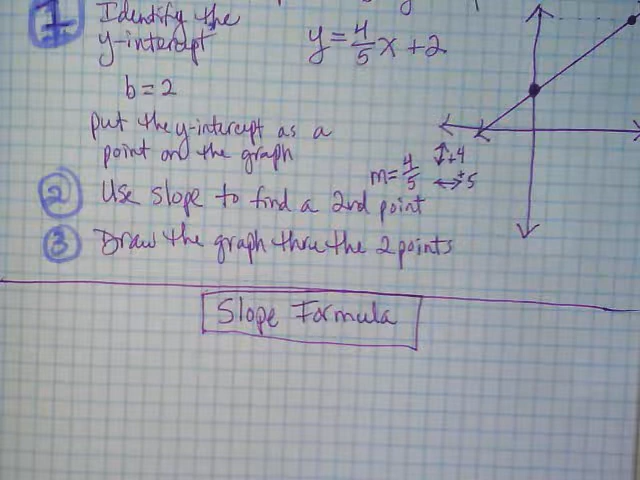 1 Identify the
y-intercept
y = 4/5 x + 2
b = 2
put the y-intercept as a
point on the graph
m = 4/5 ↕ +4
↔ +5
2 Use slope to find a 2nd point
3 Draw the graph thru the 2 points
Slope Formula